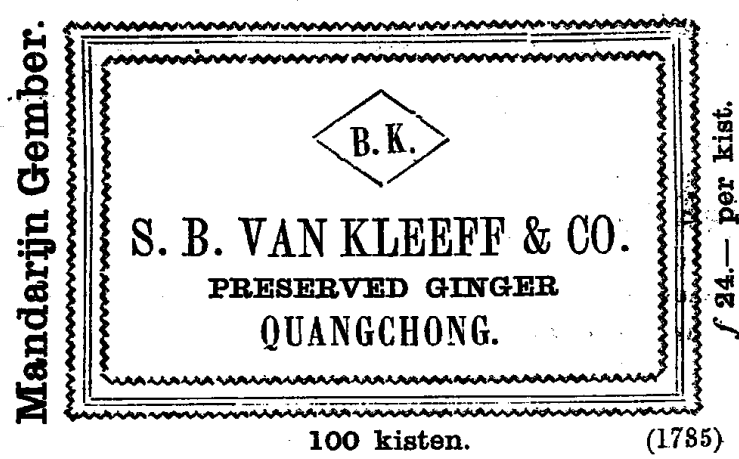 Mandarijn Gember.
B. K.
S. B. VAN KLEEFF & CO.
PRESERVED GINGER
QUANGCHONG.
ƒ 24.— per kist.
100 kisten.
(1785)